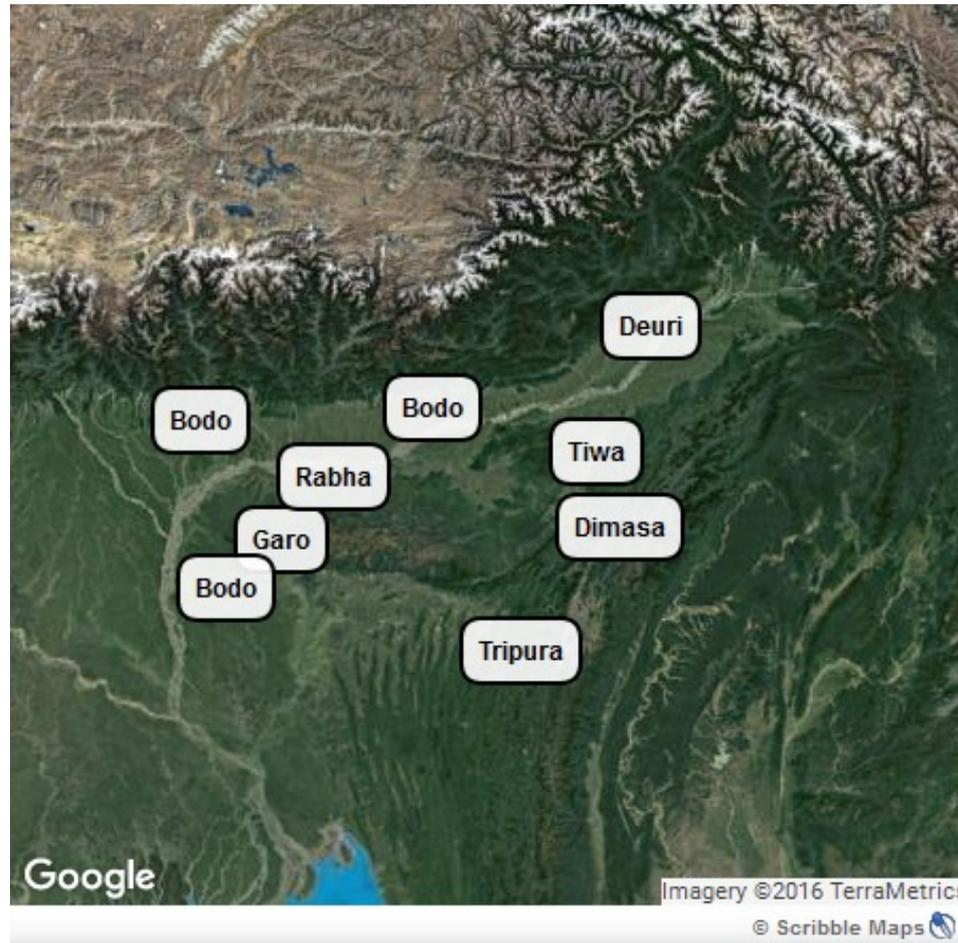 Deuri
Bodo
Bodo
Tiwa
Rabha
Dimasa
Garo
Bodo
Tripura
Google
Imagery ©2016 TerraMetrics
© Scribble Maps